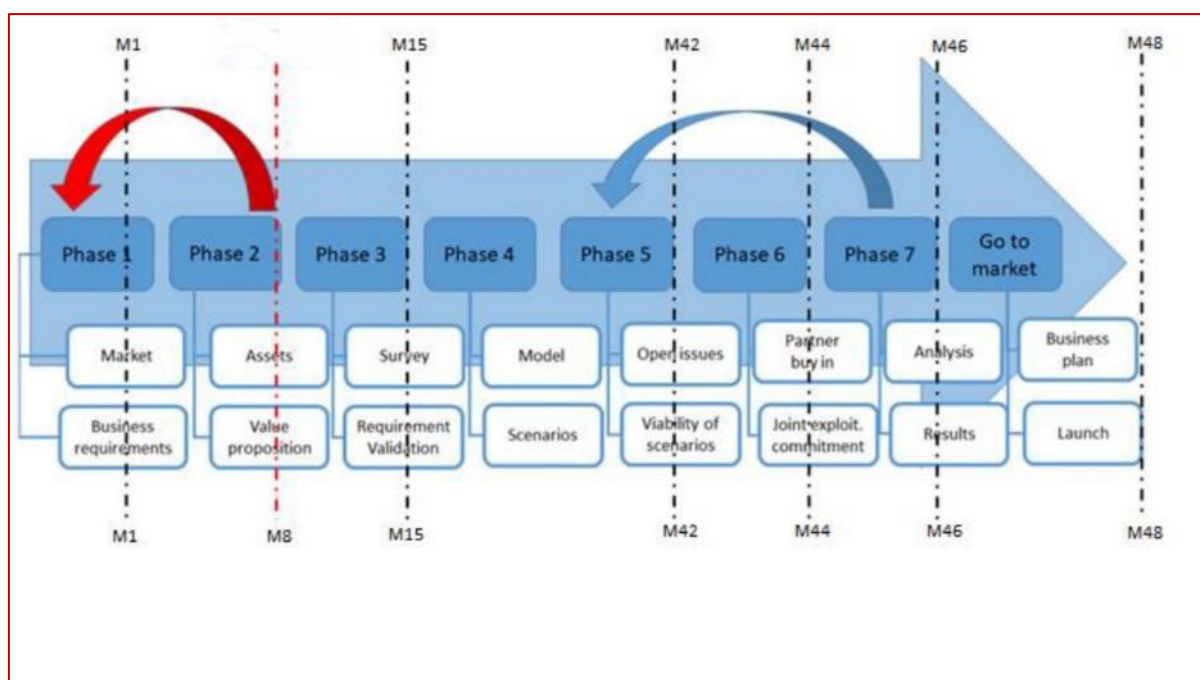 M1
M15
M42
M44
M46
M48
Phase 1
Phase 2
Phase 3
Phase 4
Phase 5
Phase 6
Phase 7
Go to
market
Market
Assets
Survey
Model
Open issues
Partner
buy in
Analysis
Business
plan
Business
requirements
Value
proposition
Requirement
Validation
Scenarios
Viability of
scenarios
Joint exploit.
commitment
Results
Launch
M1
M8
M15
M42
M44
M46
M48